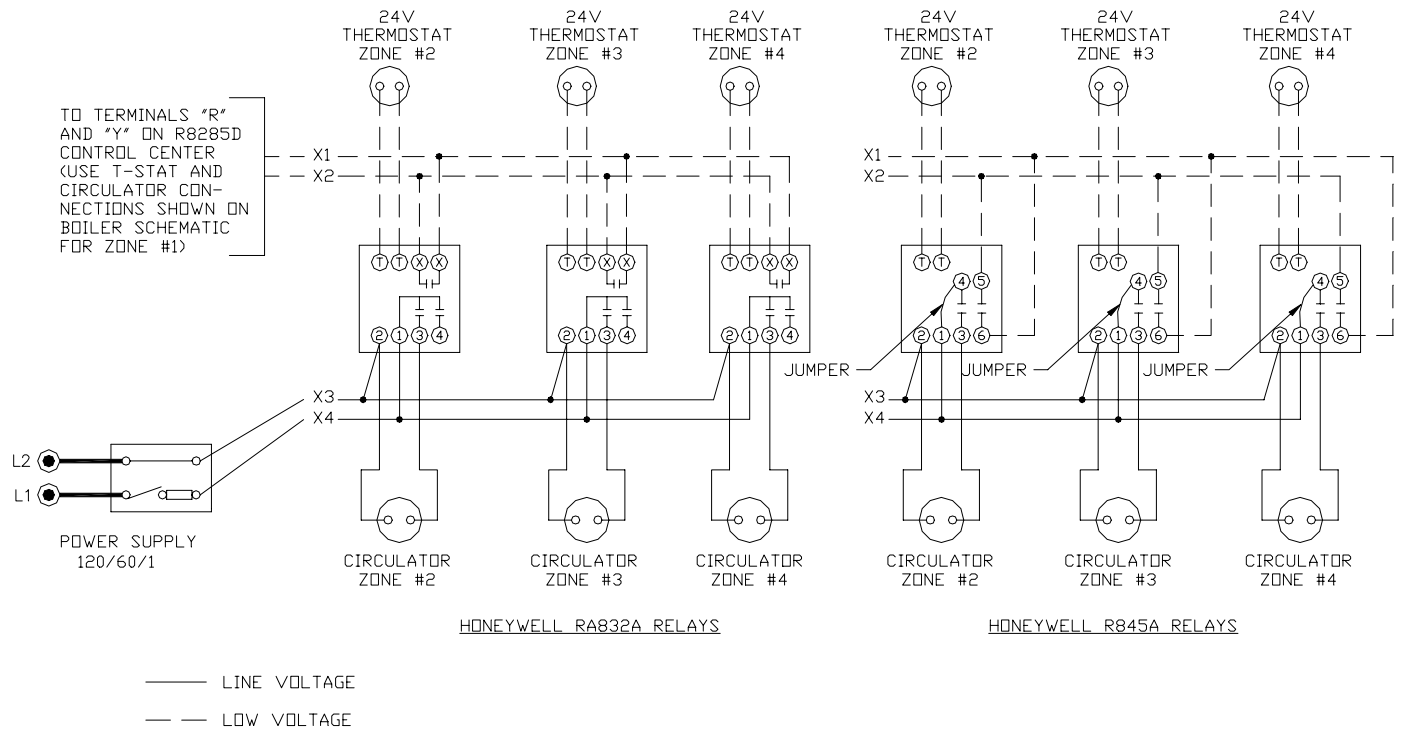 24V
THERMOSTAT
ZONE #2
24V
THERMOSTAT
ZONE #3
24V
THERMOSTAT
ZONE #4
24V
THERMOSTAT
ZONE #2
24V
THERMOSTAT
ZONE #3
24V
THERMOSTAT
ZONE #4
TO TERMINALS "R"
AND "Y" ON R8285D
CONTROL CENTER
(USE T-STAT AND
CIRCULATOR CON-
NECTIONS SHOWN ON
BOILER SCHEMATIC
FOR ZONE #1)
X1
X2
X1
X2
T T X X
T T X X
T T X X
T T
4 5
T T
4 5
T T
4 5
2 1 3 4
2 1 3 4
2 1 3 4
2 1 3 6
2 1 3 6
2 1 3 6
JUMPER
JUMPER
JUMPER
X3
X4
X3
X4
L2
L1
POWER SUPPLY
120/60/1
CIRCULATOR
ZONE #2
CIRCULATOR
ZONE #3
CIRCULATOR
ZONE #4
CIRCULATOR
ZONE #2
CIRCULATOR
ZONE #3
CIRCULATOR
ZONE #4
HONEYWELL RA832A RELAYS
HONEYWELL R845A RELAYS
LINE VOLTAGE
LOW VOLTAGE